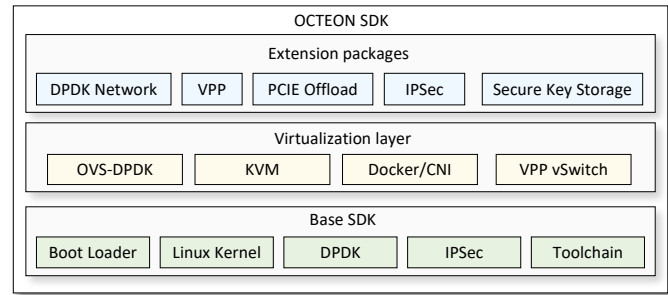 OCTEON SDK
Extension packages
DPDK Network VPP PCIE Offload IPSec Secure Key Storage
Virtualization layer
OVS-DPDK KVM Docker/CNI VPP vSwitch
Base SDK
Boot Loader Linux Kernel DPDK IPSec Toolchain